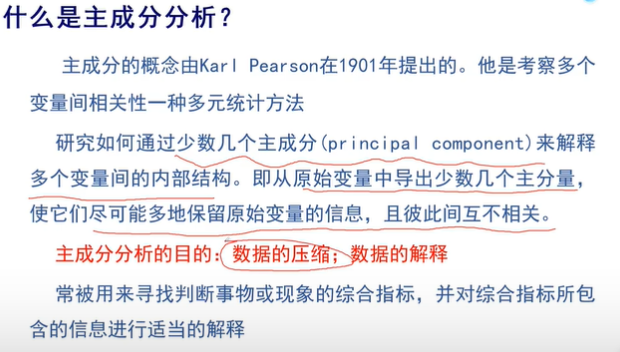 什么是主成分分析？
主成分的概念由Karl Pearson在1901年提出的。他是考察多个
变量间相关性一种多元统计方法
研究如何通过少数几个主成分(principal component)来解释
多个变量间的内部结构。即从原始变量中导出少数几个主分量，
使它们尽可能多地保留原始变量的信息，且彼此间互不相关。
主成分分析的目的：数据的压缩；数据的解释
常被用来寻找判断事物或现象的综合指标，并对综合指标所包
含的信息进行适当的解释